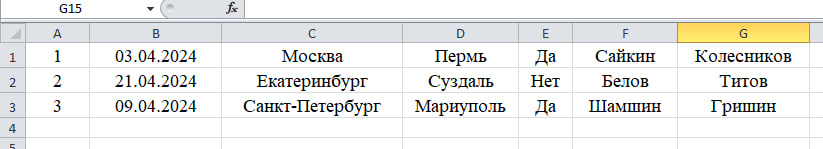 G15 fx
A B C D E F G
1 1 03.04.2024 Москва Пермь Да Сайкин Колесников
2 2 21.04.2024 Екатеринбург Суздаль Нет Белов Титов
3 3 09.04.2024 Санкт-Петербург Мариуполь Да Шамшин Гришин
4